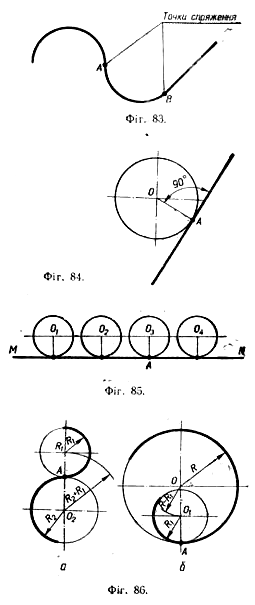 Точки спряження
A
B
Фіг. 83.
90°
O
A
Фіг. 84.
O₁ O₂ O₃ O₄
M A N
Фіг. 85.
R₁ R₁
A
R₂+R₁
O₂
R₂
R
O
R-R₁
O₁
R₁
A
а б
Фіг. 86.